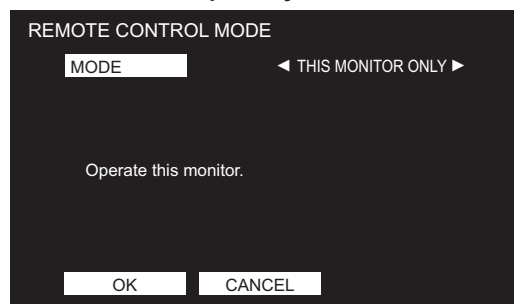 REMOTE CONTROL MODE
MODE ◄ THIS MONITOR ONLY ►
Operate this monitor.
OK CANCEL